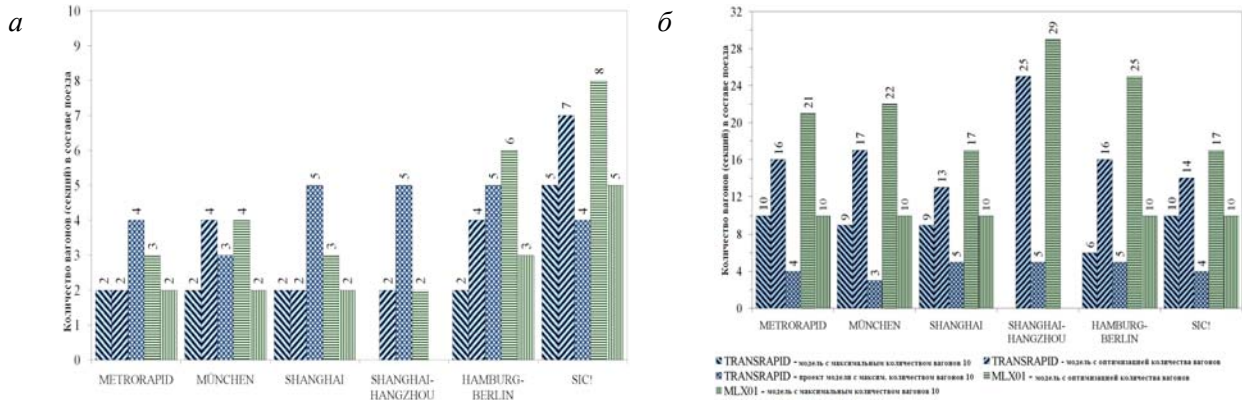 а
Количество вагонов (секций) в составе поезда
10
9
8
7
6
5
4
3
2
1
0
2 2 4 3 2
2 4 3 4 2
2 2 5 3 2
2 5 2
2 4 5 6 3
5 7 4 8 5
METRORAPID MÜNCHEN SHANGHAI SHANGHAI-HANGZHOU HAMBURG-BERLIN SIC!
б
Количество вагонов (секций) в составе поезда
32
28
24
20
16
12
8
4
0
10 16 4 21 10
9 17 3 22 10
9 13 5 17 10
25 5 29
6 16 5 25 10
10 14 4 17 10
METRORAPID MÜNCHEN SHANGHAI SHANGHAI-HANGZHOU HAMBURG-BERLIN SIC!
TRANSRAPID - модель с максимальным количеством вагонов 10
TRANSRAPID - модель с оптимизацией количества вагонов
TRANSRAPID - проект модели с максим. количеством вагонов 10
MLX01 - модель с оптимизацией количества вагонов
MLX01 - модель с максимальным количеством вагонов 10